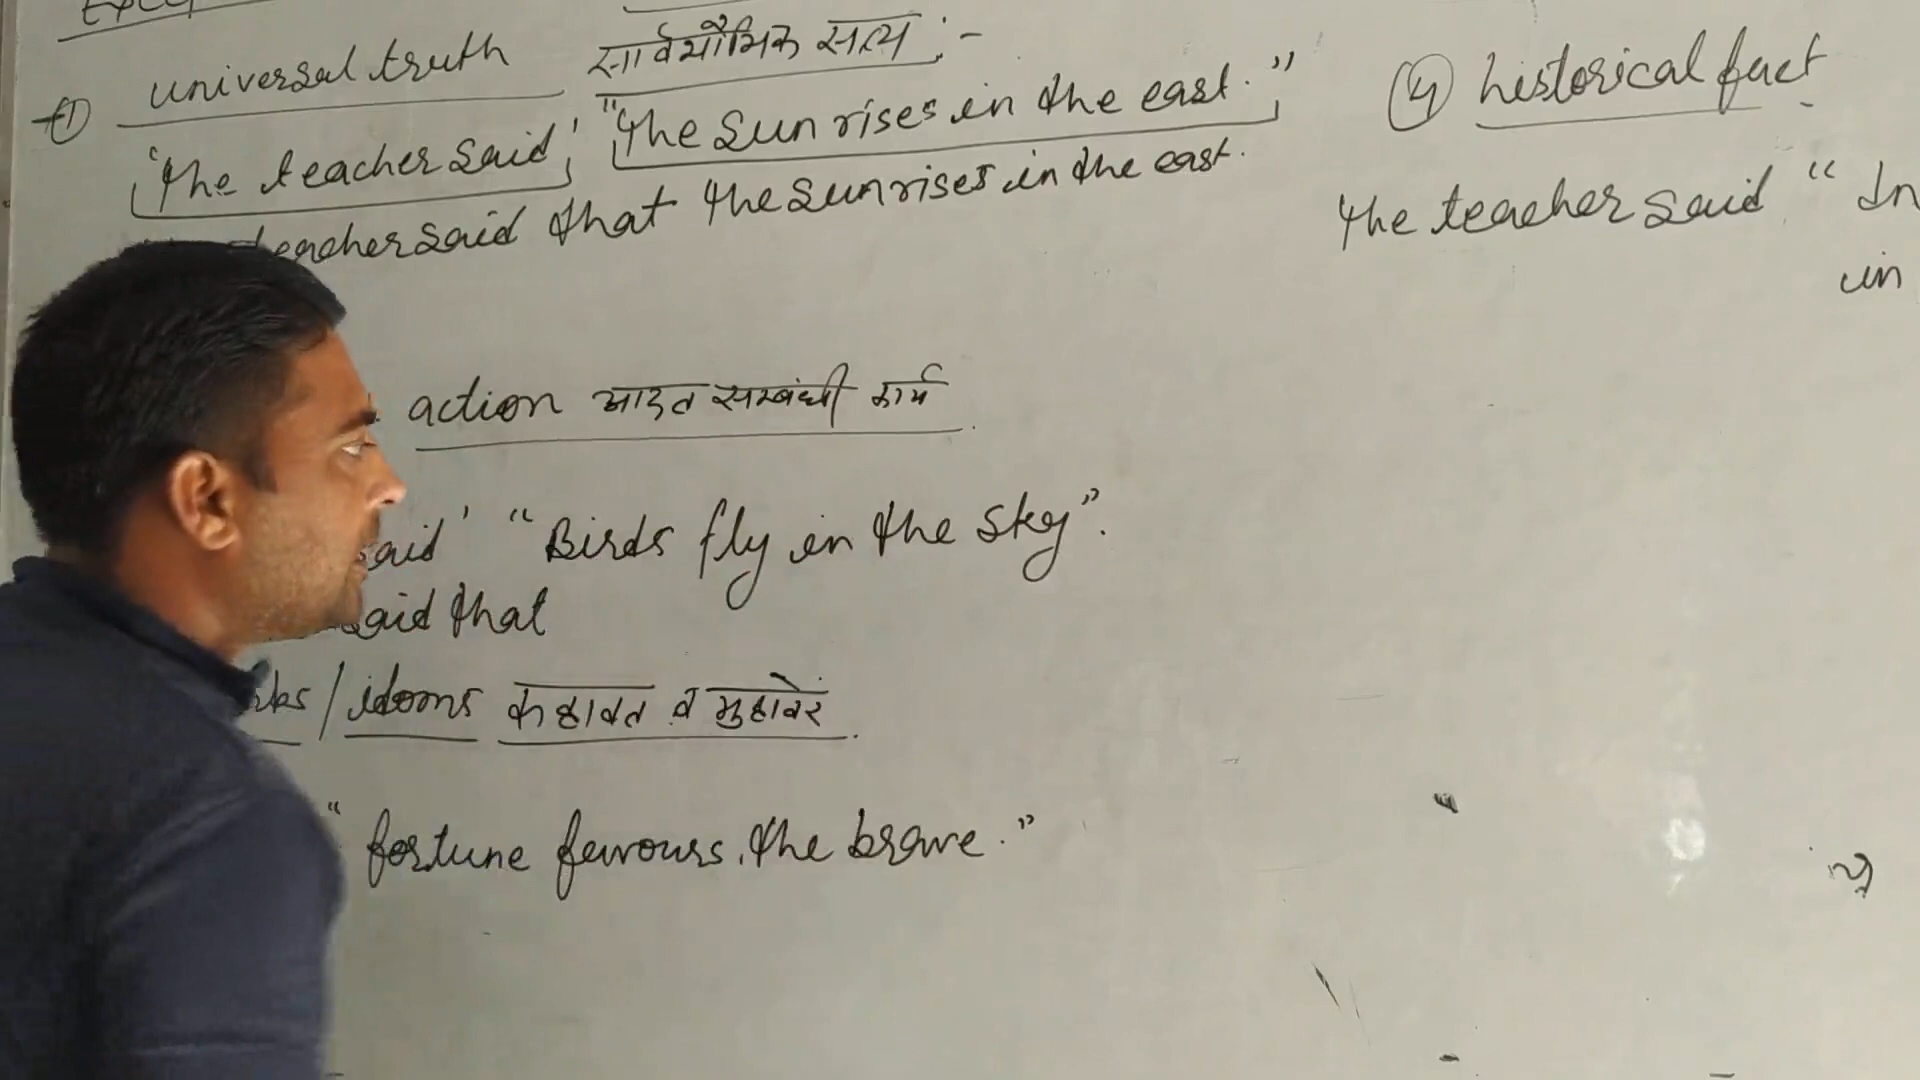 ① universal truth सार्वभौमिक सत्य :-
'The teacher said' "The sun rises in the east."
teacher said that the sun rises in the east.
action आदत सम्बंधी कार्य
said' "Birds fly in the sky".
said that
/ idoms कहावत व मुहावरे
"fortune favours the brave."
④ historical fact
The teacher said "In
in